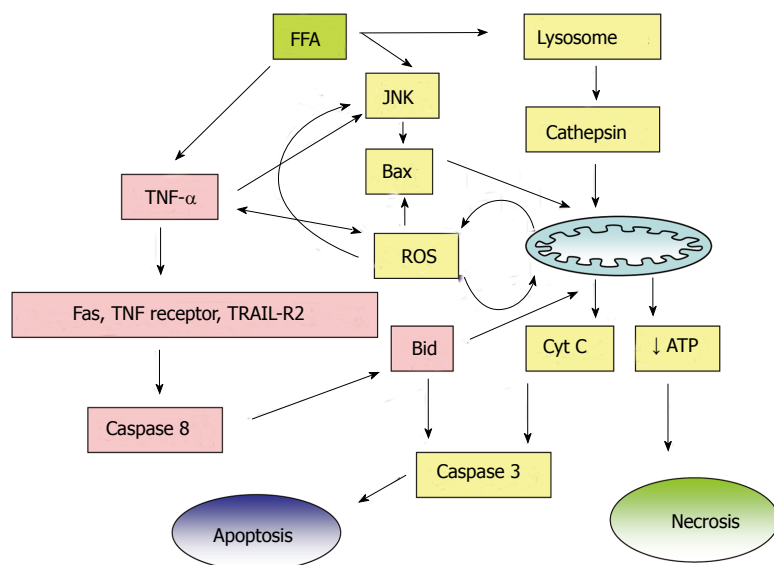 FFA
Lysosome
JNK
Cathepsin
Bax
TNF-α
ROS
Fas, TNF receptor, TRAIL-R2
Bid
Cyt C
↓ ATP
Caspase 8
Caspase 3
Apoptosis
Necrosis